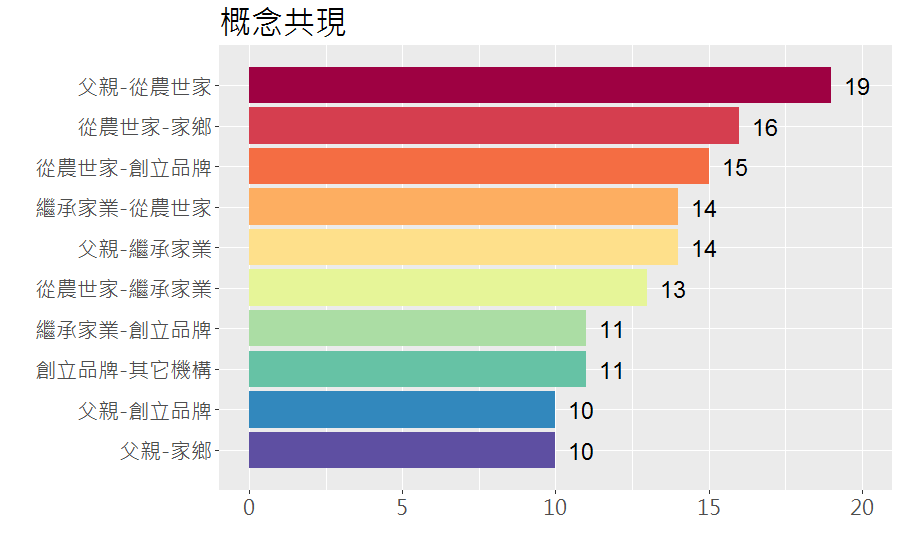 概念共現
父親-從農世家
19
從農世家-家鄉
16
從農世家-創立品牌
15
繼承家業-從農世家
14
父親-繼承家業
14
從農世家-繼承家業
13
繼承家業-創立品牌
11
創立品牌-其它機構
11
父親-創立品牌
10
父親-家鄉
10
0 5 10 15 20